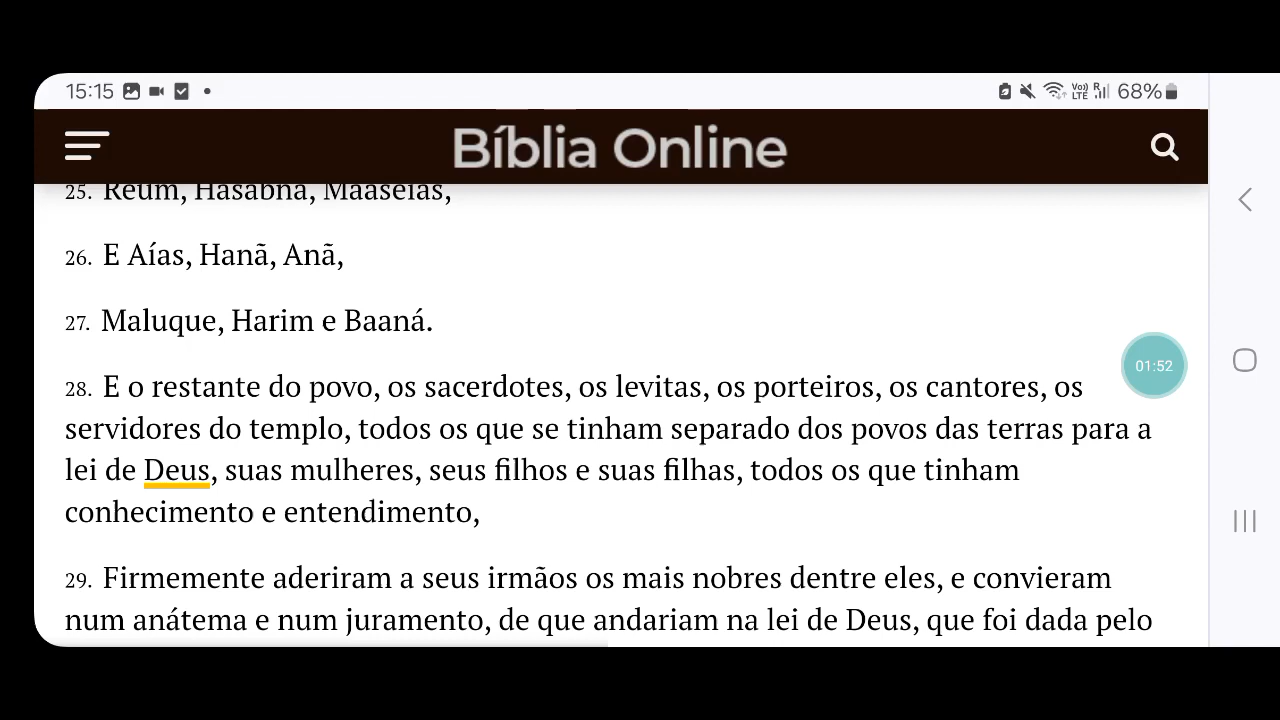 15:15
Vo)) LTE R 68%
Bíblia Online
25. Reum, Hasabna, Maaséias,
26. E Aías, Hanã, Anã,
27. Maluque, Harim e Baaná.
28. E o restante do povo, os sacerdotes, os levitas, os porteiros, os cantores, os
servidores do templo, todos os que se tinham separado dos povos das terras para a
lei de Deus, suas mulheres, seus filhos e suas filhas, todos os que tinham
conhecimento e entendimento,
01:52
29. Firmemente aderiram a seus irmãos os mais nobres dentre eles, e convieram
num anátema e num juramento, de que andariam na lei de Deus, que foi dada pelo